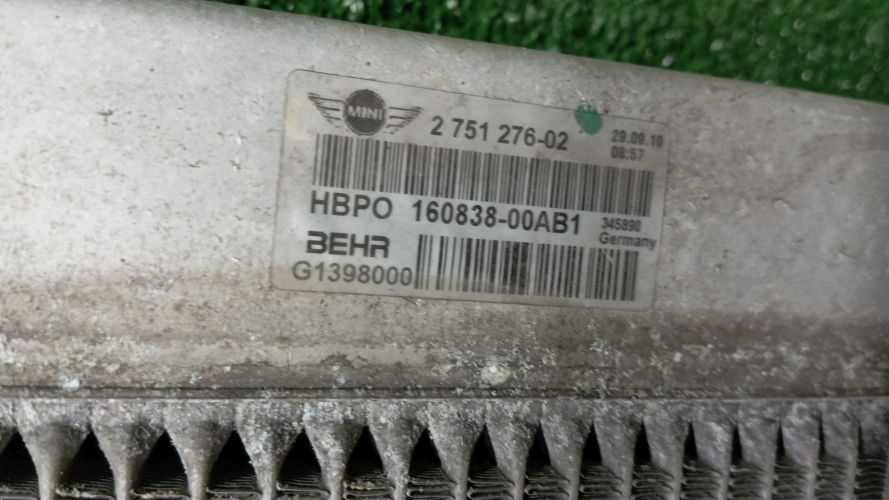 MINI 2 751 276-02 29.09.10
08:57
HBPO 160838-00AB1 345890
Germany
BEHR
G1398000